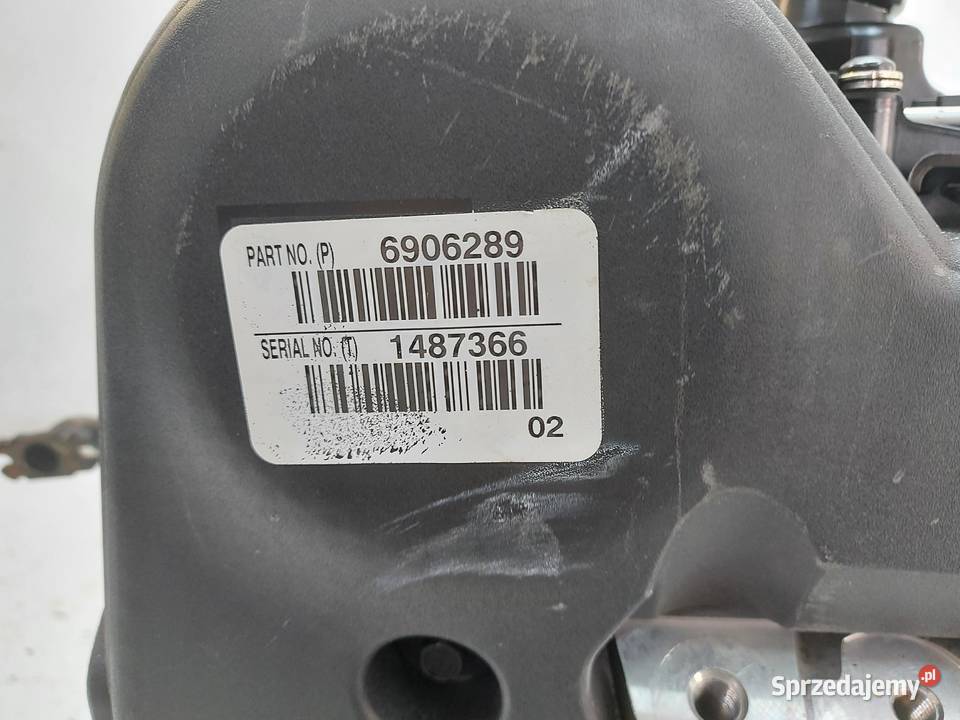 PART NO. (P) 6906289
SERIAL NO. (T) 1487366
02
Sprzedajemy.pl